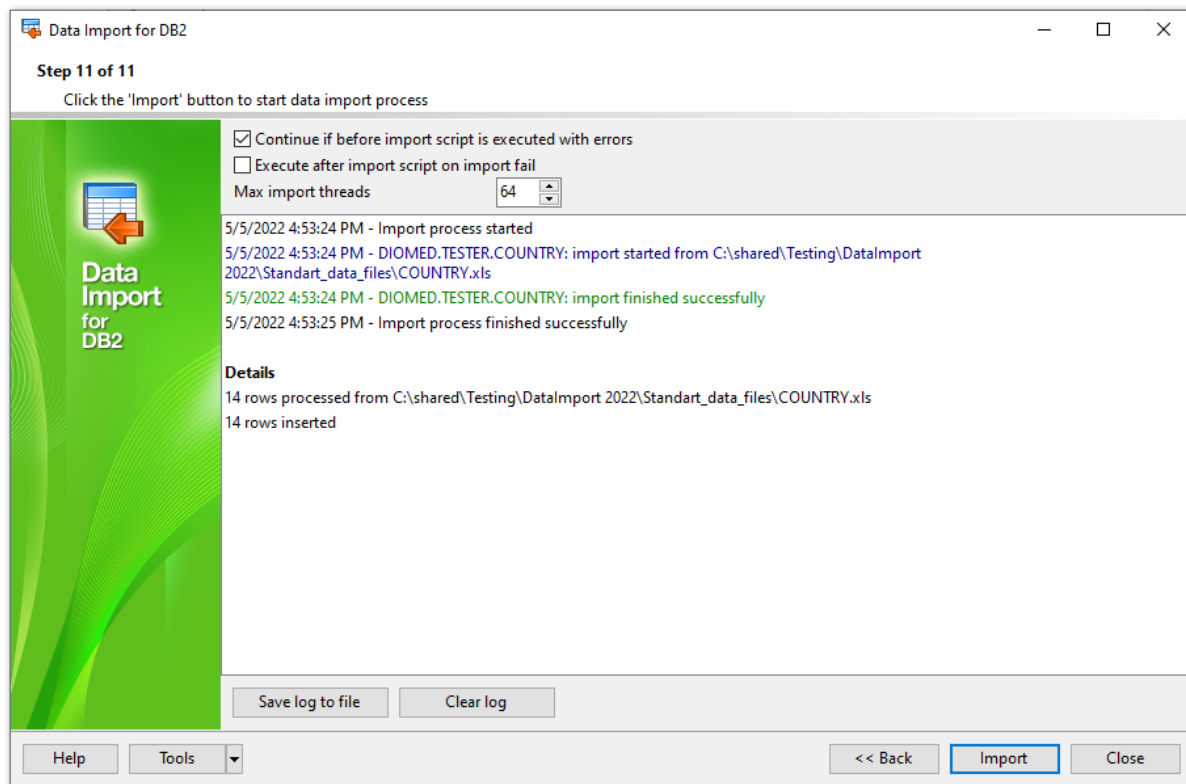 Data Import for DB2
Step 11 of 11
Click the 'Import' button to start data import process
Continue if before import script is executed with errors
Execute after import script on import fail
Max import threads
64
Data
Import
for
DB2
5/5/2022 4:53:24 PM - Import process started
5/5/2022 4:53:24 PM - DIOMED.TESTER.COUNTRY: import started from C:\shared\Testing\DataImport
2022\Standart_data_files\COUNTRY.xls
5/5/2022 4:53:24 PM - DIOMED.TESTER.COUNTRY: import finished successfully
5/5/2022 4:53:25 PM - Import process finished successfully
Details
14 rows processed from C:\shared\Testing\DataImport 2022\Standart_data_files\COUNTRY.xls
14 rows inserted
Save log to file
Clear log
Help
Tools
<< Back
Import
Close